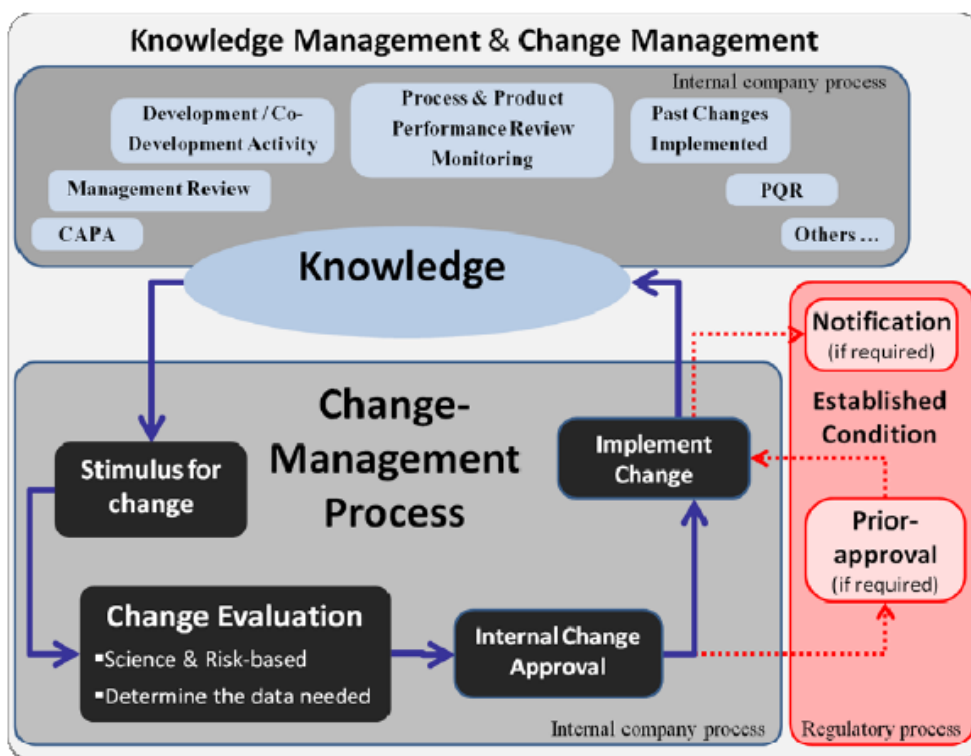 Knowledge Management & Change Management
Internal company process
Development / Co-
Development Activity
Process & Product
Performance Review
Monitoring
Past Changes
Implemented
Management Review
PQR
CAPA
Others ...
Knowledge
Change-
Management
Process
Stimulus for
change
Implement
Change
Change Evaluation
▪Science & Risk-based
▪Determine the data needed
Internal Change
Approval
Internal company process
Notification
(if required)
Established
Condition
Prior-
approval
(if required)
Regulatory process